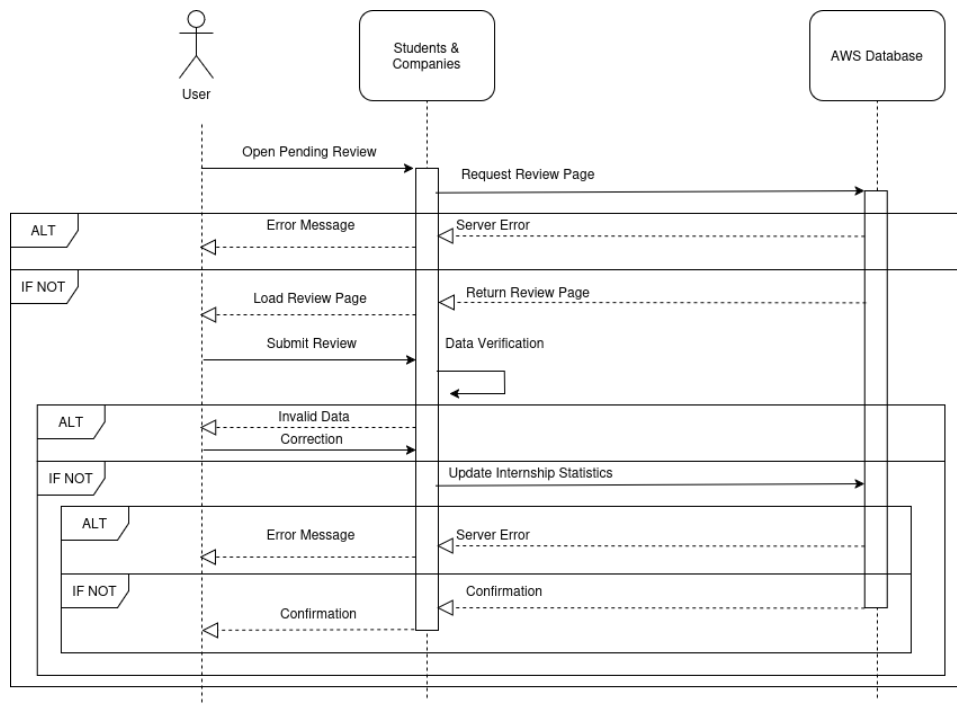 Students &
Companies
AWS Database
User
Open Pending Review
Request Review Page
ALT
Error Message
Server Error
IF NOT
Load Review Page
Return Review Page
Submit Review
Data Verification
ALT
Invalid Data
Correction
IF NOT
Update Internship Statistics
ALT
Error Message
Server Error
IF NOT
Confirmation
Confirmation